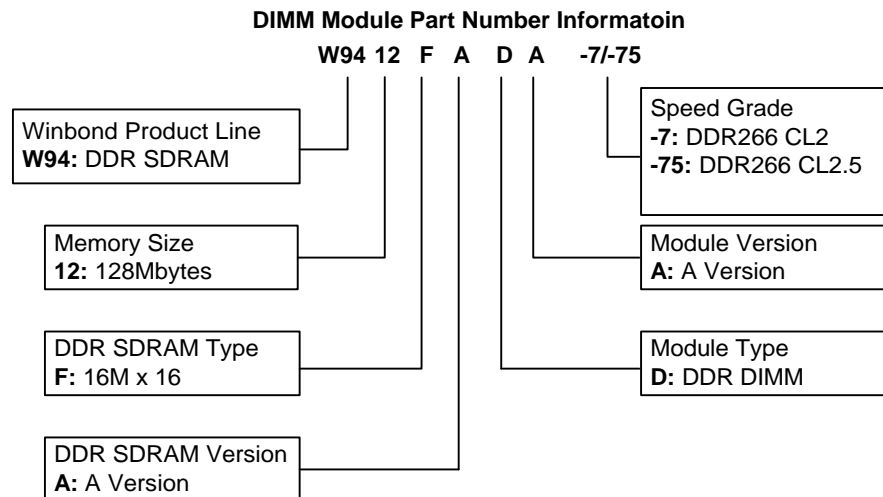 DIMM Module Part Number Informatoin
W94 12 F A D A -7/-75
Winbond Product Line
W94: DDR SDRAM
Speed Grade
-7: DDR266 CL2
-75: DDR266 CL2.5
Memory Size
12: 128Mbytes
Module Version
A: A Version
DDR SDRAM Type
F: 16M x 16
Module Type
D: DDR DIMM
DDR SDRAM Version
A: A Version